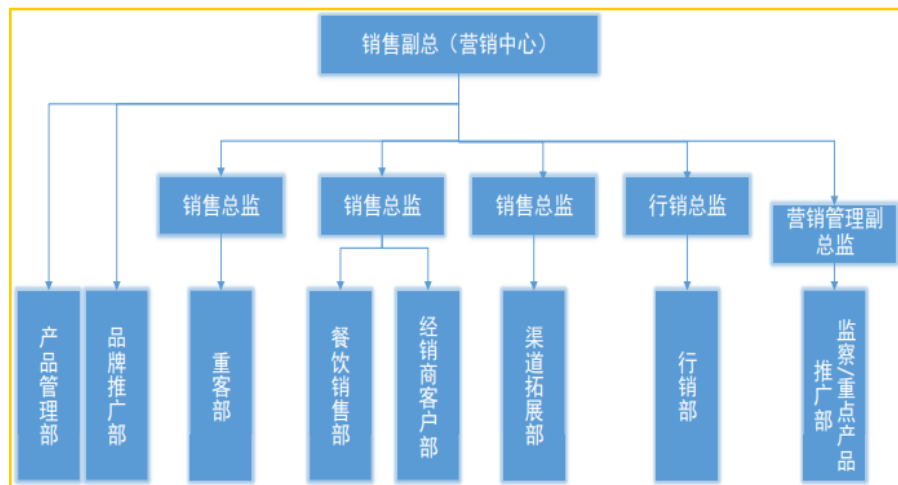 销售副总（营销中心）
销售总监
销售总监
销售总监
行销总监
营销管理副
总监
产品管理部
品牌推广部
重客部
餐饮销售部
经销商客户部
渠道拓展部
行销部
监察/重点产品
推广部